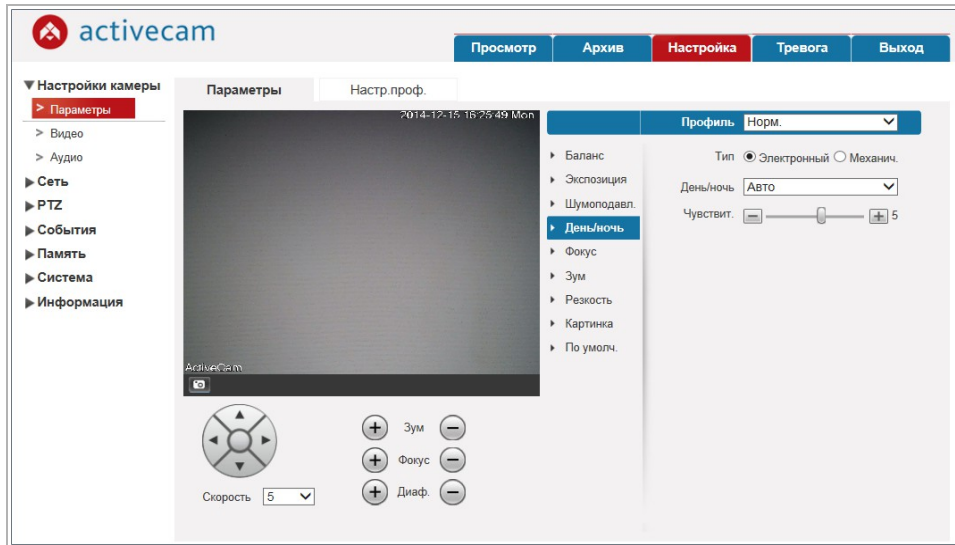 activecam
Просмотр Архив Настройка Тревога Выход
Настройки камеры
> Параметры
> Видео
> Аудио
Сеть
PTZ
События
Память
Система
Информация
Параметры Настр.проф.
2014-12-15 16:25:49 Mon
ActiveCam
Скорость 5
Зум
Фокус
Диаф.
Баланс
Экспозиция
Шумоподавл.
День/ночь
Фокус
Зум
Резкость
Картинка
По умолч.
Профиль Норм.
Тип Электронный Механич.
День/ночь Авто
Чувствит. 5